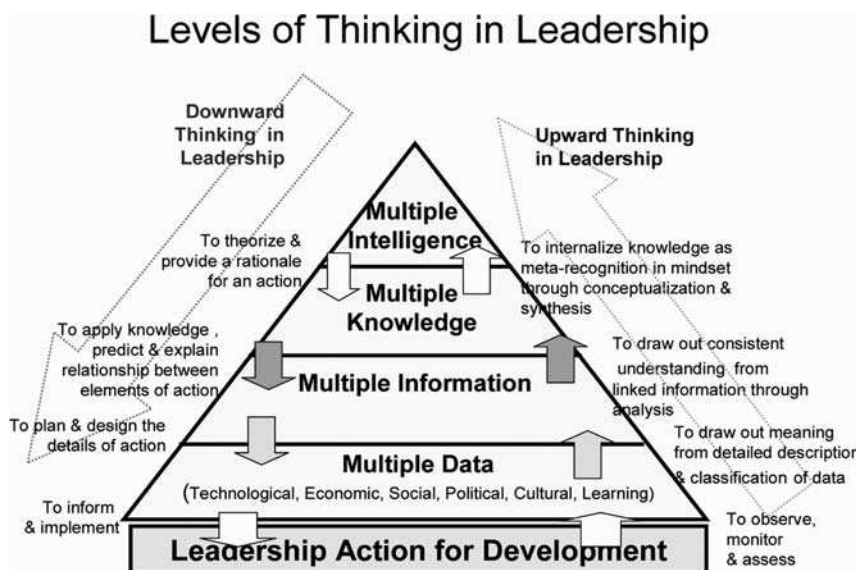 Levels of Thinking in Leadership
Downward
Thinking in
Leadership
Upward Thinking
in Leadership
Multiple
Intelligence
To theorize &
provide a rationale
for an action
To internalize knowledge as
meta-recognition in mindset
through conceptualization &
synthesis
Multiple
Knowledge
To apply knowledge ,
predict & explain
relationship between
elements of action
To draw out consistent
understanding from
linked information through
analysis
Multiple Information
To plan & design the
details of action
To draw out meaning
from detailed description
& classification of data
Multiple Data
(Technological, Economic, Social, Political, Cultural, Learning)
To inform
& implement
To observe,
monitor
& assess
Leadership Action for Development